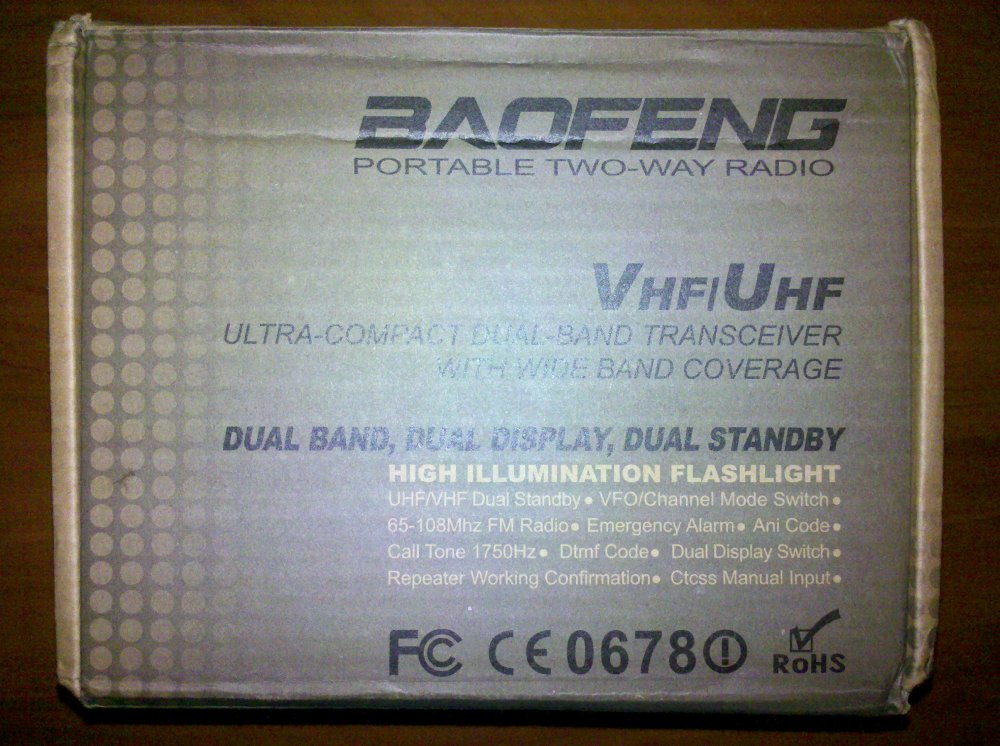 BAOFENG
PORTABLE TWO-WAY RADIO
VHF/UHF
ULTRA-COMPACT DUAL-BAND TRANSCEIVER
WITH WIDE BAND COVERAGE
DUAL BAND, DUAL DISPLAY, DUAL STANDBY
HIGH ILLUMINATION FLASHLIGHT
UHF/VHF Dual Standby • VFO/Channel Mode Switch •
65-108Mhz FM Radio • Emergency Alarm • Ani Code •
Call Tone 1750Hz • Dtmf Code • Dual Display Switch •
Repeater Working Confirmation • Ctcss Manual Input •
FC CE0678! RoHS